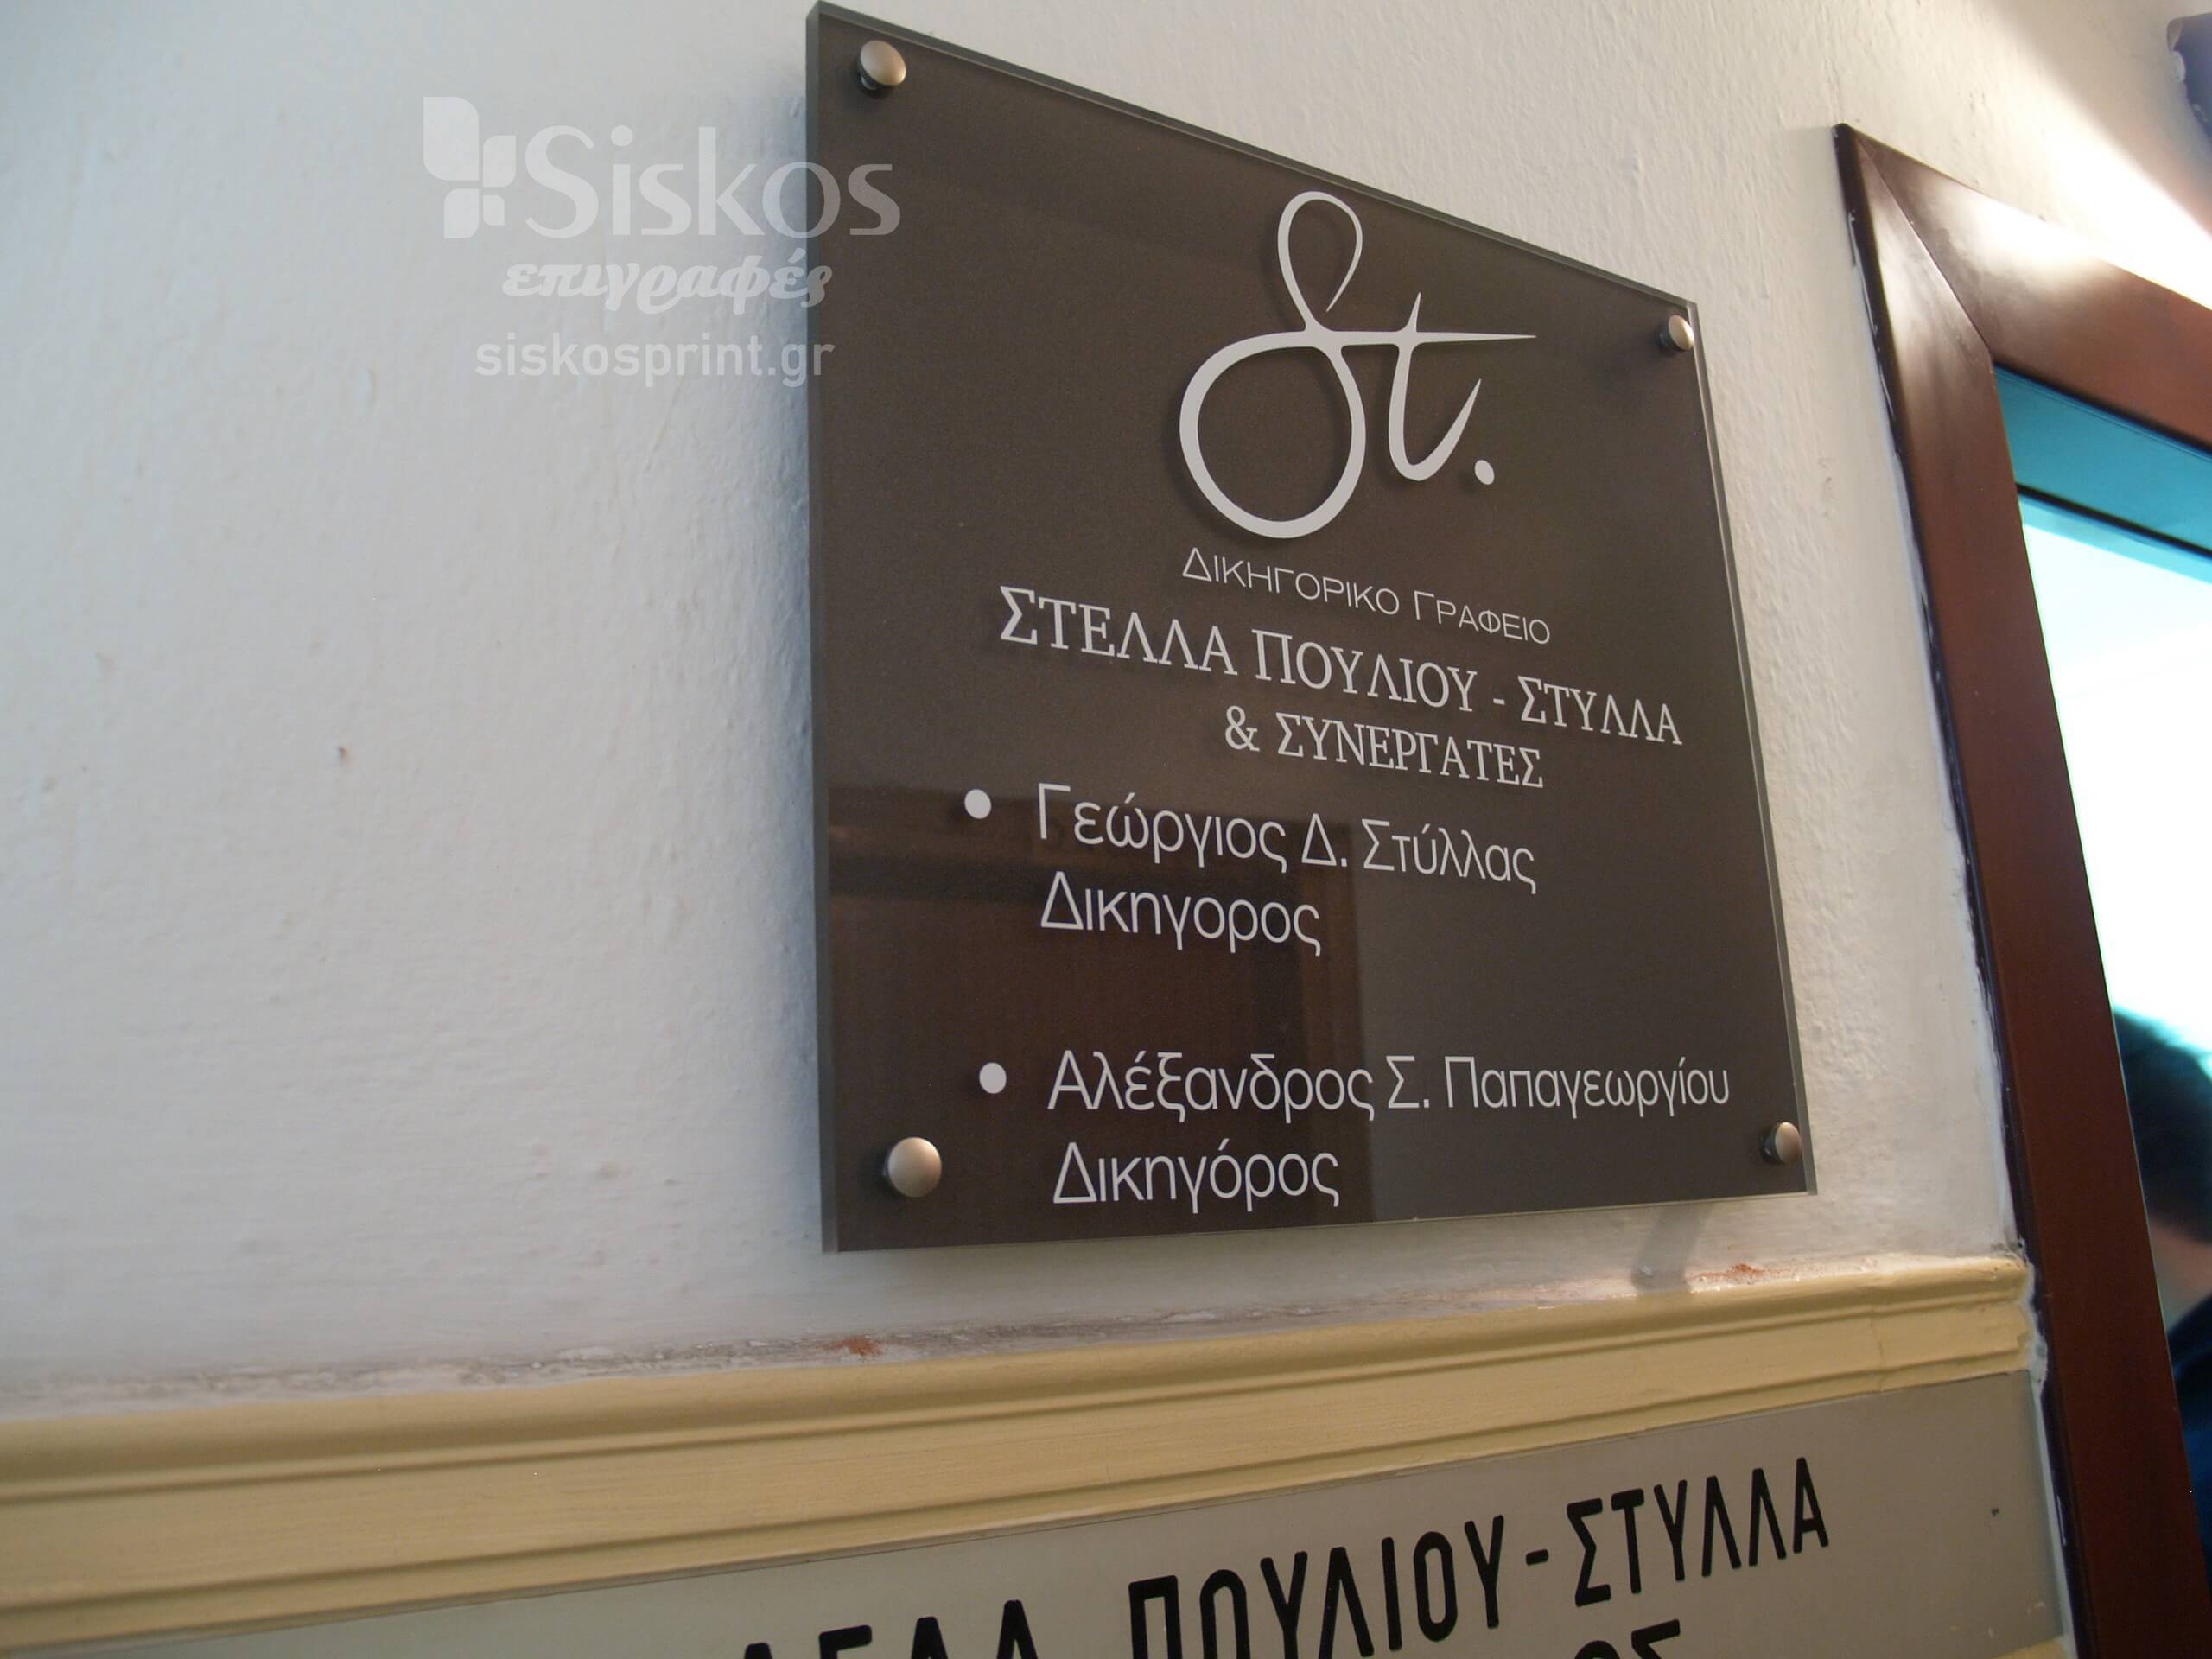 Siskos
επιγραφές
siskosprint.gr
St.
ΔΙΚΗΓΟΡΙΚΟ ΓΡΑΦΕΙΟ
ΣΤΕΛΛΑ ΠΟΥΛΙΟΥ - ΣΤΥΛΛΑ
& ΣΥΝΕΡΓΑΤΕΣ
• Γεώργιος Δ. Στύλλας
Δικηγορος
• Αλέξανδρος Σ. Παπαγεωργίου
Δικηγόρος
ΠΟΥΛΙΟΥ-ΣΤΥΛΛΑ